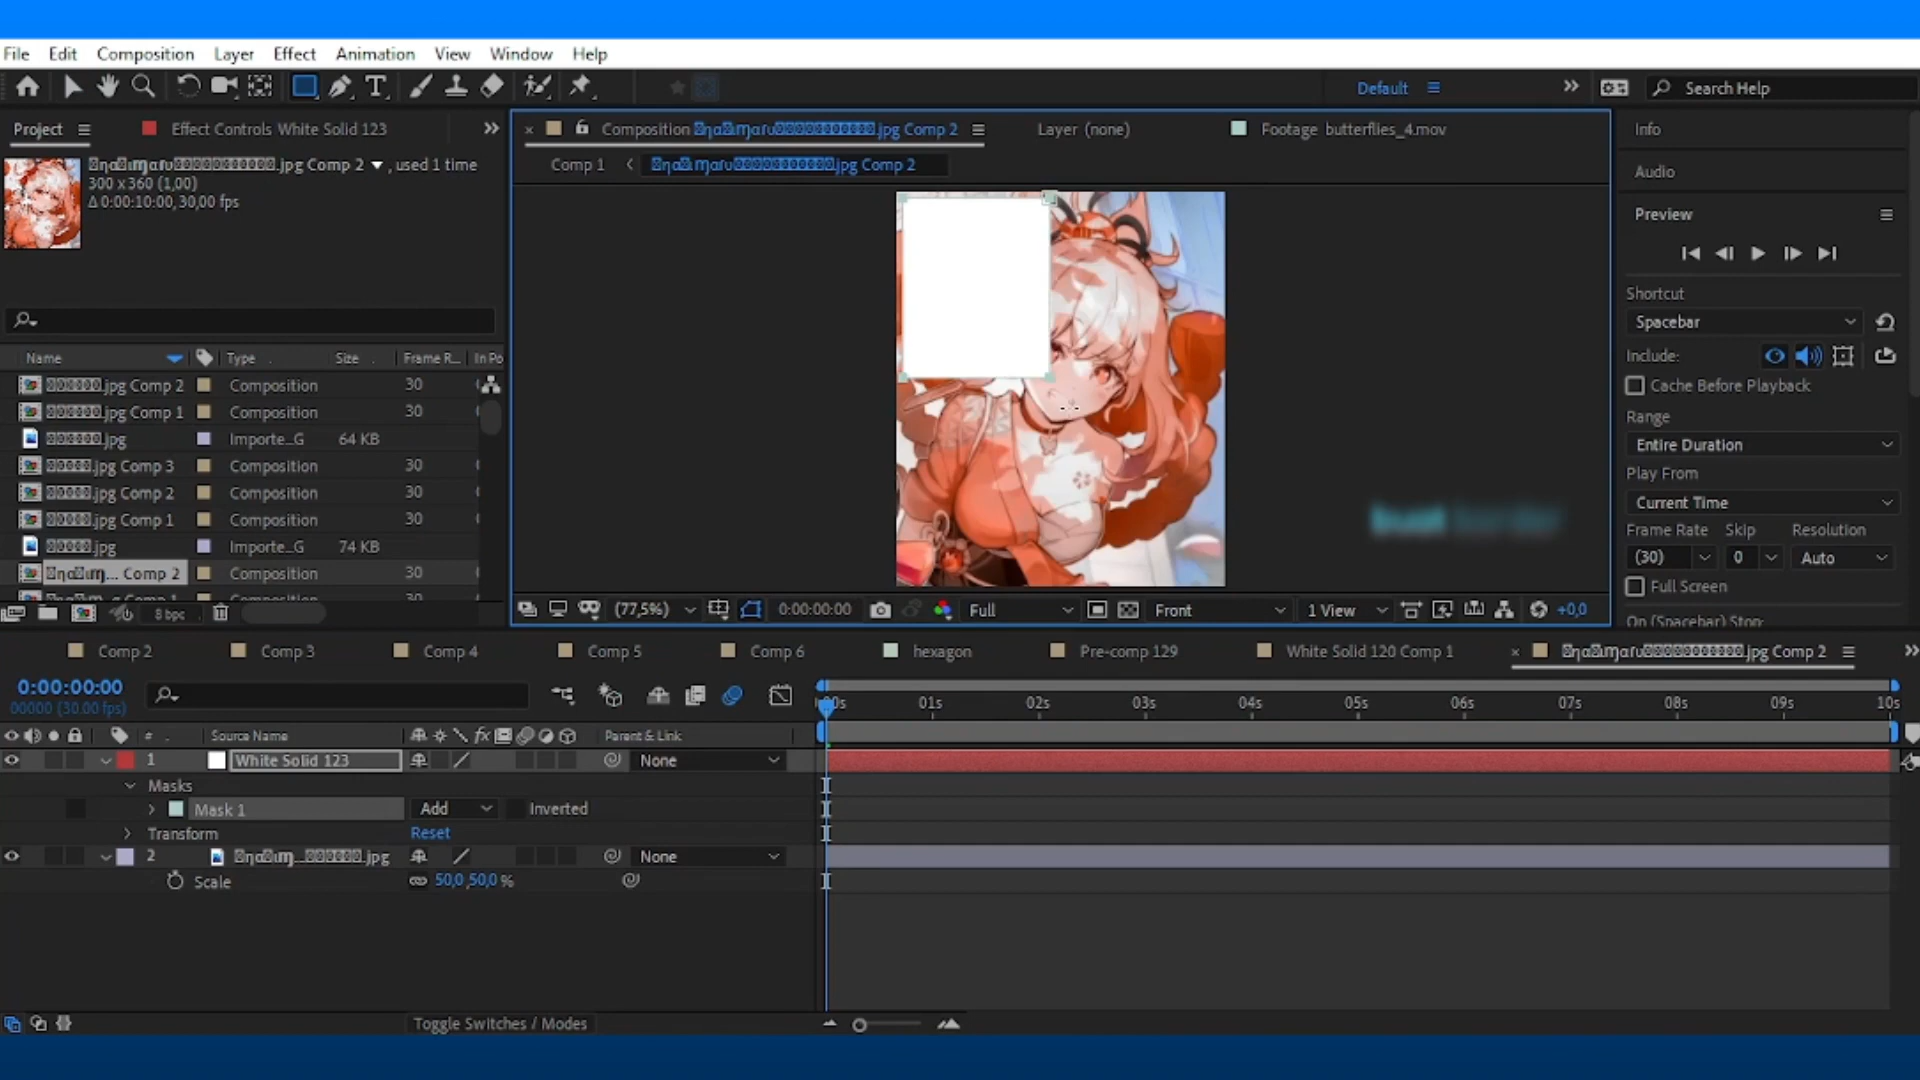 File Edit Composition Layer Effect Animation View Window Help
Default Search Help
Project Effect Controls White Solid 123
Composition .jpg Comp 2 Layer (none) Footage butterflies_4.mov
Info
Comp 1 .jpg Comp 2
.jpg Comp 2 , used 1 time
300 x 360 (1,00)
Δ 0:00:10:00, 30,00 fps
Audio
Preview
Shortcut
Spacebar
Include:
Cache Before Playback
Range
Entire Duration
Play From
Current Time
Frame Rate Skip Resolution
(30) 0 Auto
Full Screen
On (Spacebar) Stop:
Name Type Size Frame R... In Po
.jpg Comp 2 Composition 30
.jpg Comp 1 Composition 30
.jpg Importe_G 64 KB
.jpg Comp 3 Composition 30
.jpg Comp 2 Composition 30
.jpg Comp 1 Composition 30
.jpg Importe_G 74 KB
Comp 2 Composition 30
8 bpc
(77,5%) 0:00:00:00 Full Front 1 View +0,0
Comp 2 Comp 3 Comp 4 Comp 5 Comp 6 hexagon Pre-comp 129 White Solid 120 Comp 1 .jpg Comp 2
0:00:00:00
00000 (30.00 fps)
01s 02s 03s 04s 05s 06s 07s 08s 09s 10s
# Source Name Parent & Link
1 White Solid 123 None
Masks
Mask 1 Add Inverted
Transform Reset
2 .jpg None
Scale 50,0,50,0 %
Toggle Switches / Modes